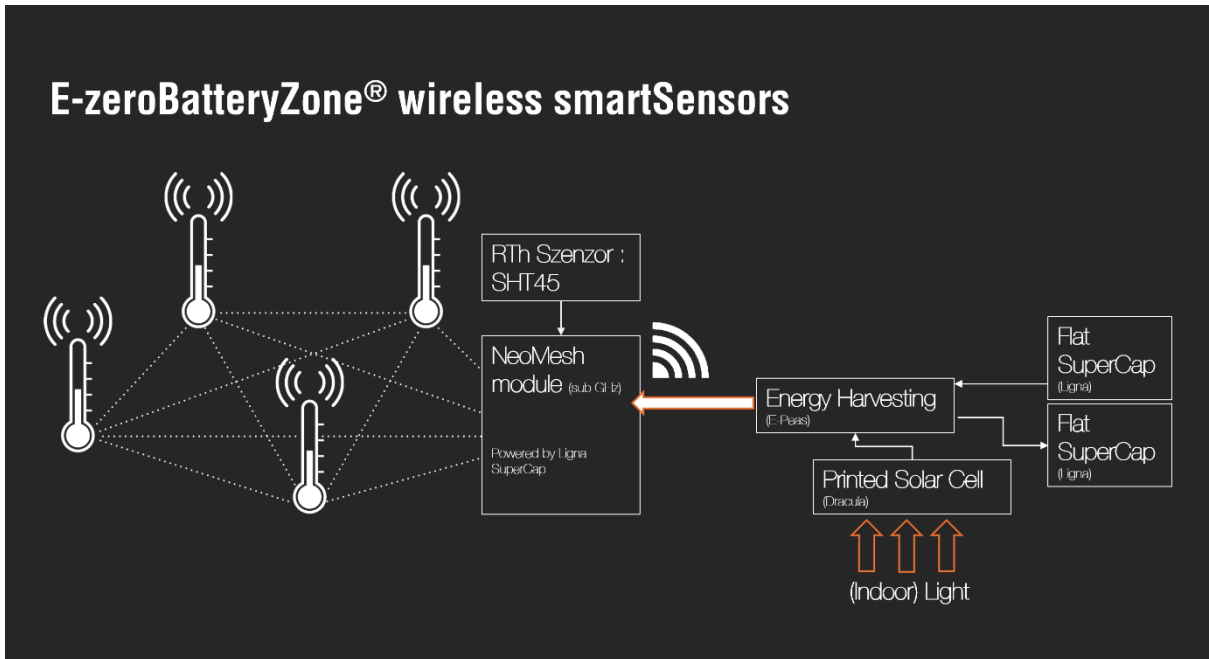 E-zeroBatteryZone® wireless smartSensors
RTh Szenzor :
SHT45
NeoMesh
module (sub GHz)
Powered by Ligna
SuperCap
Energy Harvesting
(E-Peas)
Printed Solar Cell
(Dracula)
(Indoor) Light
Flat
SuperCap
(Ligna)
Flat
SuperCap
(Ligna)